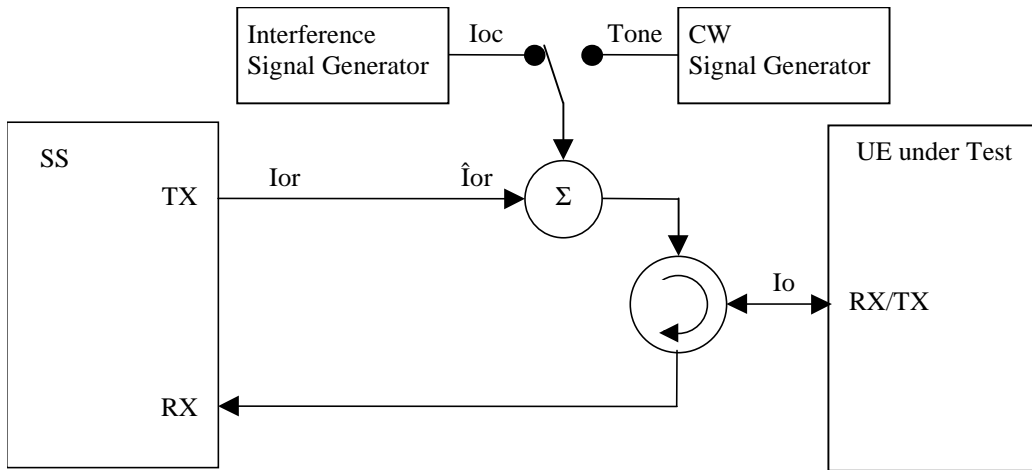 Interference
Signal Generator
Ioc
Tone
CW
Signal Generator
SS
UE under Test
TX
Ior
Îor
Σ
Io
RX/TX
RX